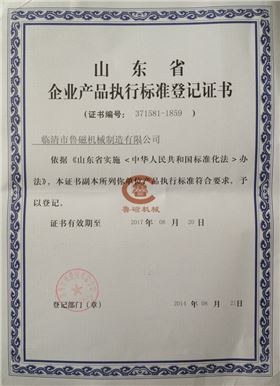 山东省
企业产品执行标准登记证书
（证书编号： 371581-1859 ）
临清市鲁磁机械制造有限公司
依据《山东省实施＜中华人民共和国标准化法＞办
法》，本证书副本所列你单位产品执行标准符合要求，予
以登记。
证书有效期至 2017 年 08 月 20 日
鲁磁机械
登记部门（章）
2014 年 08 月 21 日